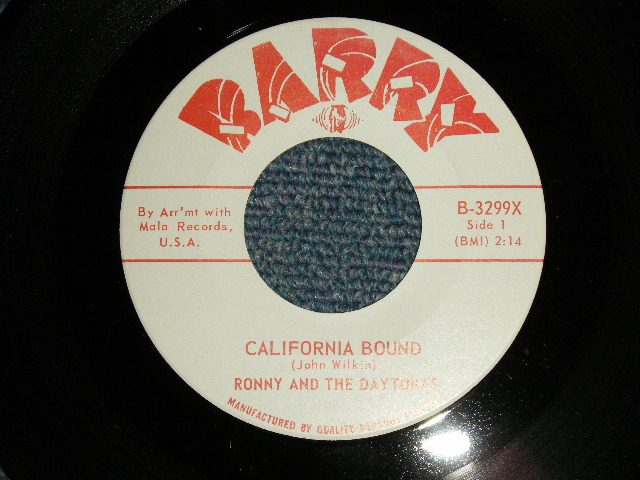 BARRY
By Arr'mt with
Mala Records,
U.S.A.
B-3299X
Side 1
(BMI) 2:14
CALIFORNIA BOUND
(John Wilkin)
RONNY AND THE DAYTONAS
MANUFACTURED BY QUALITY